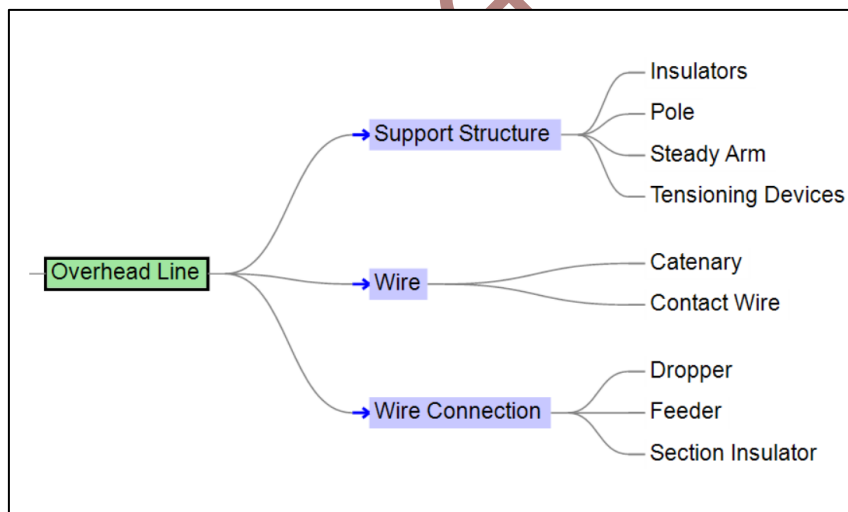 Overhead Line
Support Structure
Insulators
Pole
Steady Arm
Tensioning Devices
Wire
Catenary
Contact Wire
Wire Connection
Dropper
Feeder
Section Insulator